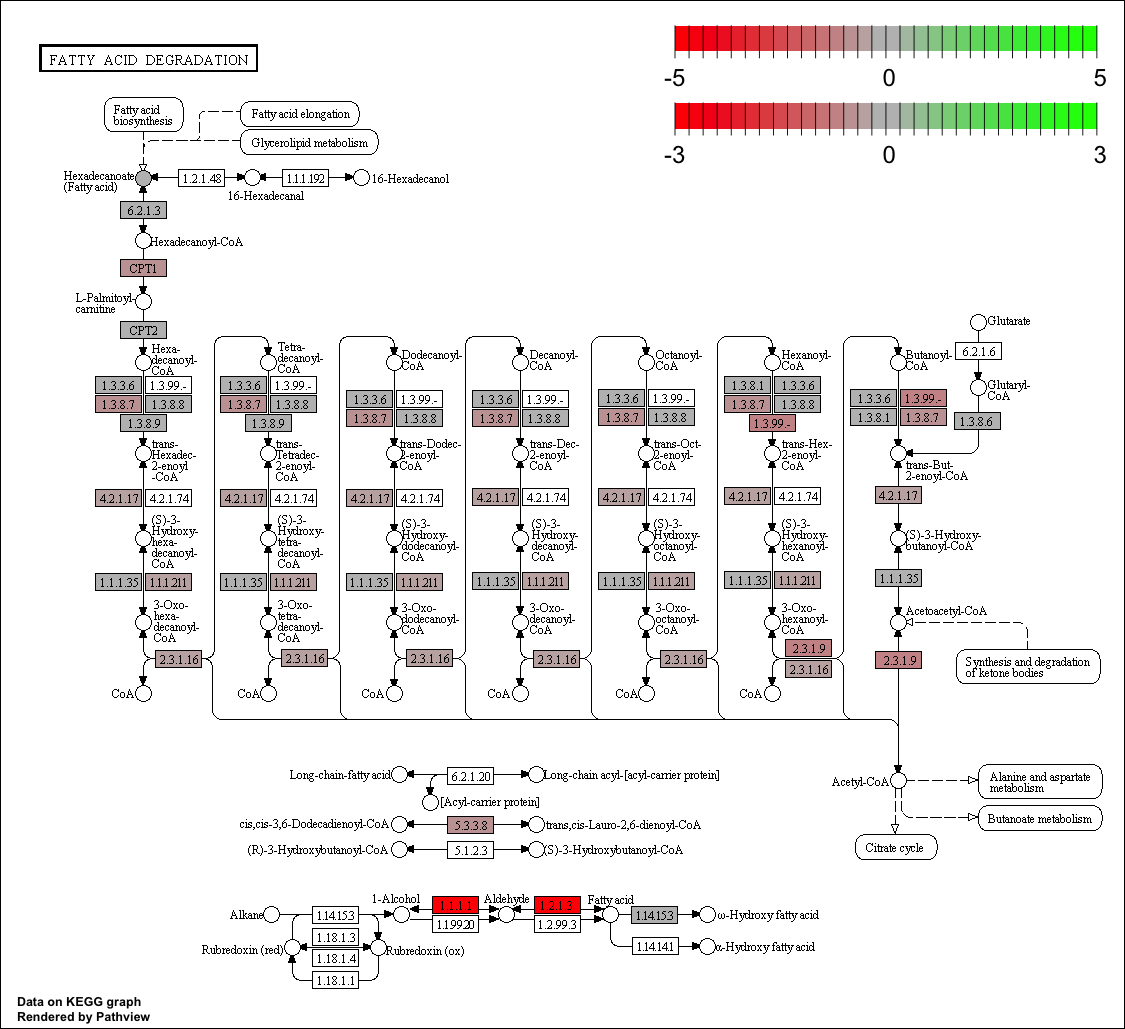 FATTY ACID DEGRADATION
-5 0 5
-3 0 3
Fatty acid
biosynthesis
Fatty acid elongation
Glycerolipid metabolism
Hexadecanoate
(Fatty acid)
1.2.1.48
1.1.1.192
16-Hexadecanol
16-Hexadecanal
6.2.1.3
Hexadecanoyl-CoA
CPT1
L-Palmitoyl-
carnitine
CPT2
Glutarate
6.2.1.6
Glutaryl-
CoA
1.3.8.6
Hexa-
decanoyl-
CoA
Tetra-
decanoyl-
CoA
Dodecanoyl-
CoA
Decanoyl-
CoA
Octanoyl-
CoA
Hexanoyl-
CoA
Butanoyl-
CoA
1.3.3.6 1.3.99.-
1.3.8.7 1.3.8.8
1.3.8.9
1.3.3.6 1.3.99.-
1.3.8.7 1.3.8.8
1.3.8.9
1.3.3.6 1.3.99.-
1.3.8.7 1.3.8.8
1.3.3.6 1.3.99.-
1.3.8.7 1.3.8.8
1.3.3.6 1.3.99.-
1.3.8.7 1.3.8.8
1.3.8.1 1.3.3.6
1.3.8.7 1.3.8.8
1.3.99.-
1.3.3.6 1.3.99.-
1.3.8.1 1.3.8.7
trans-
Hexadec-
2-enoyl
-CoA
trans-
Tetradec-
2-enoyl-
CoA
trans-Dodec-
2-enoyl-
CoA
trans-Dec-
2-enoyl-
CoA
trans-Oct-
2-enoyl-
CoA
trans-Hex-
2-enoyl-
CoA
trans-But-
2-enoyl-CoA
4.2.1.17 4.2.1.74
4.2.1.17 4.2.1.74
4.2.1.17 4.2.1.74
4.2.1.17 4.2.1.74
4.2.1.17 4.2.1.74
4.2.1.17 4.2.1.74
4.2.1.17
(S)-3-
Hydroxy-
hexa-
decanoyl-
CoA
(S)-3-
Hydroxy-
tetra-
decanoyl-
CoA
(S)-3-
Hydroxy-
dodecanoyl-
CoA
(S)-3-
Hydroxy-
decanoyl-
CoA
(S)-3-
Hydroxy-
octanoyl-
CoA
(S)-3-
Hydroxy-
hexanoyl-
CoA
(S)-3-Hydroxy-
butanoyl-CoA
1.1.1.35 1.1.1.211
1.1.1.35 1.1.1.211
1.1.1.35 1.1.1.211
1.1.1.35 1.1.1.211
1.1.1.35 1.1.1.211
1.1.1.35 1.1.1.211
1.1.1.35
3-Oxo-
hexa-
decanoyl-
CoA
3-Oxo-
tetra-
decanoyl-
CoA
3-Oxo-
dodecanoyl-
CoA
3-Oxo-
decanoyl-
CoA
3-Oxo-
octanoyl-
CoA
3-Oxo-
hexanoyl-
CoA
Acetoacetyl-CoA
2.3.1.16
2.3.1.16
2.3.1.16
2.3.1.16
2.3.1.16
2.3.1.9
2.3.1.16
2.3.1.9
Synthesis and degradation
of ketone bodies
CoA
CoA
CoA
CoA
CoA
CoA
Long-chain-fatty acid
6.2.1.20
Long-chain acyl-[acyl-carrier protein]
[Acyl-carrier protein]
cis,cis-3,6-Dodecadienoyl-CoA
5.3.3.8
trans,cis-Lauro-2,6-dienoyl-CoA
(R)-3-Hydroxybutanoyl-CoA
5.1.2.3
(S)-3-Hydroxybutanoyl-CoA
Acetyl-CoA
Alanine and aspartate
metabolism
Butanoate metabolism
Citrate cycle
Alkane
1.14.15.3
1-Alcohol
1.1.1.1
1.1.99.20
Aldehyde
1.2.1.3
1.2.99.3
Fatty acid
1.14.15.3
ω-Hydroxy fatty acid
1.14.14.1
α-Hydroxy fatty acid
Rubredoxin (red)
1.18.1.3
1.18.1.4
1.18.1.1
Rubredoxin (ox)
Data on KEGG graph
Rendered by Pathview